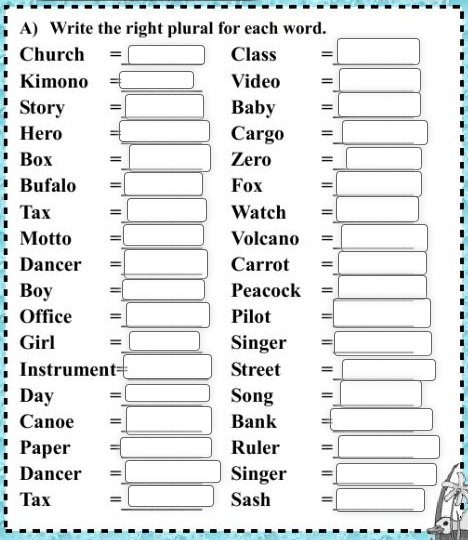 A) Write the right plural for each word.
Church = Class =
Kimono = Video =
Story = Baby =
Hero = Cargo =
Box = Zero =
Bufalo = Fox =
Tax = Watch =
Motto = Volcano =
Dancer = Carrot =
Boy = Peacock =
Office = Pilot =
Girl = Singer =
Instrument= Street =
Day = Song =
Canoe = Bank =
Paper = Ruler =
Dancer = Singer =
Tax = Sash =